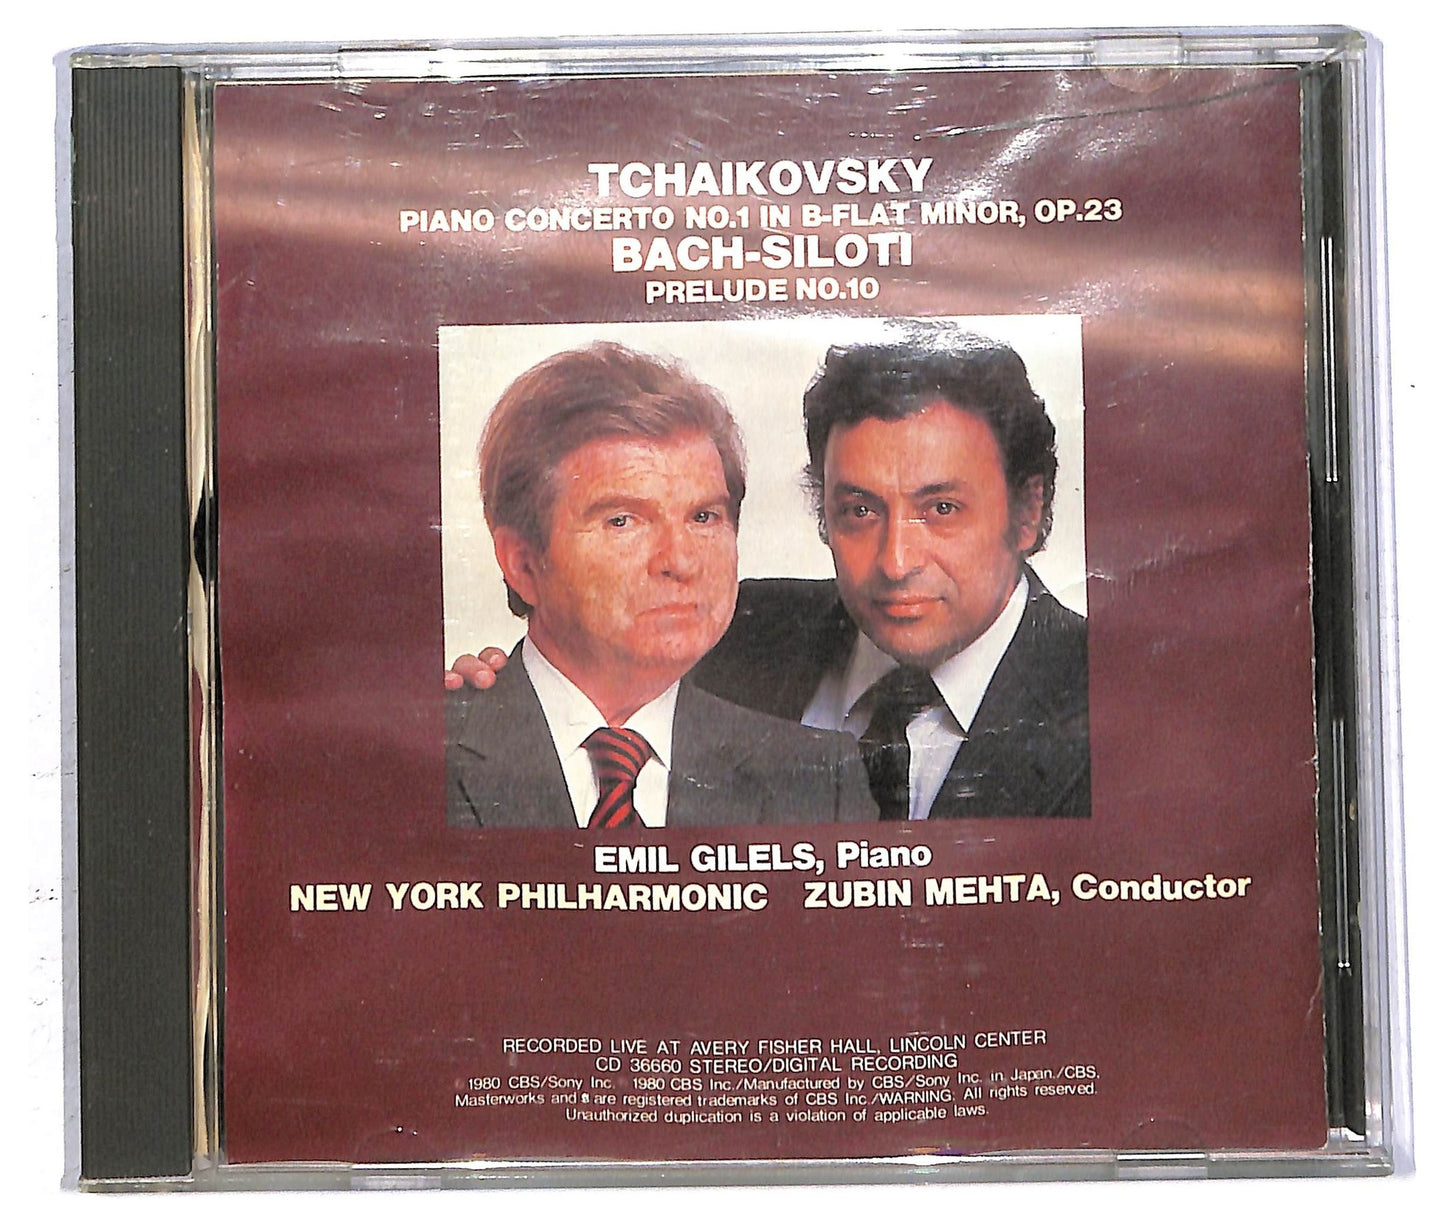 TCHAIKOVSKY
PIANO CONCERTO NO.1 IN B-FLAT MINOR, OP.23
BACH-SILOTI
PRELUDE NO.10
EMIL GILELS, Piano
NEW YORK PHILHARMONIC ZUBIN MEHTA, Conductor
RECORDED LIVE AT AVERY FISHER HALL, LINCOLN CENTER
CD 36660 STEREO/DIGITAL RECORDING
1980 CBS/Sony Inc. 1980 CBS Inc./Manufactured by CBS/Sony Inc. in Japan./CBS,
Masterworks and are registered trademarks of CBS Inc./WARNING: All rights reserved.
Unauthorized duplication is a violation of applicable laws.